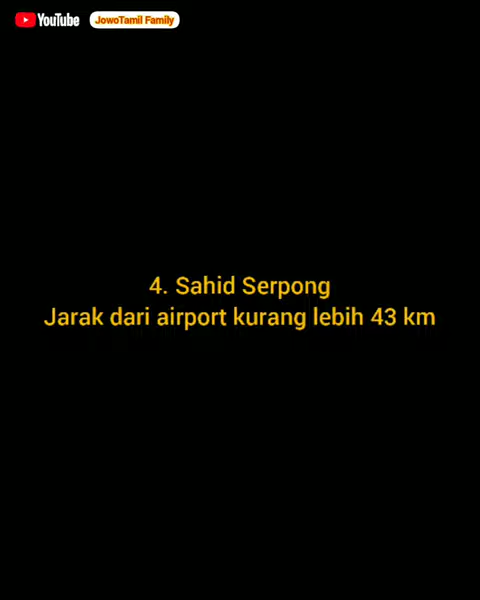 YouTube JowoTamil Family
4. Sahid Serpong
Jarak dari airport kurang lebih 43 km